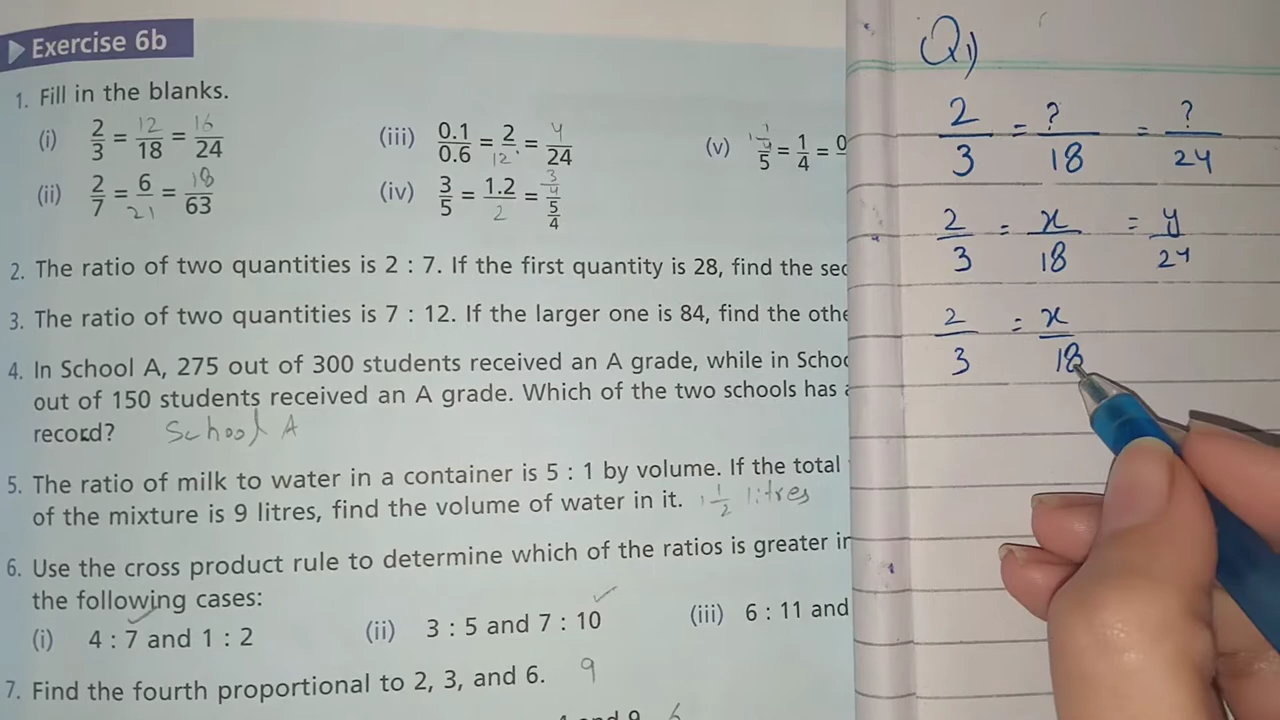 Exercise 6b
1. Fill in the blanks.
(i) 2/3 = 12/18 = 16/24
(iii) 0.1/0.6 = 2/12 = 4/24
(v) /5 = 1/4 = 0
(ii) 2/7 = 6/21 = 18/63
(iv) 3/5 = 1.2/2 = 3/4 / 5/4
2. The ratio of two quantities is 2 : 7. If the first quantity is 28, find the
3. The ratio of two quantities is 7 : 12. If the larger one is 84, find the
4. In School A, 275 out of 300 students received an A grade, while in
out of 150 students received an A grade. Which of the two schools has
record? School A
5. The ratio of milk to water in a container is 5 : 1 by volume. If the total
of the mixture is 9 litres, find the volume of water in it. 1 1/2 litres
6. Use the cross product rule to determine which of the ratios is greater
the following cases:
(i) 4 : 7 and 1 : 2
(ii) 3 : 5 and 7 : 10
(iii) 6 : 11 and
7. Find the fourth proportional to 2, 3, and 6. 9
Q1)
2/3 = ?/18 = ?/24
2/3 = x/18 = y/24
2/3 = x/18